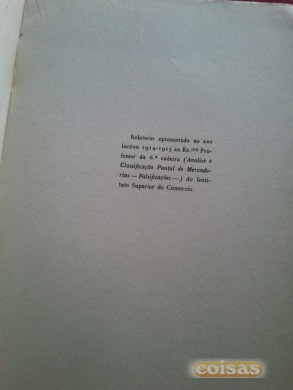 Relatorio apresentado no ano
lectivo 1914-1915 ao Ex.mo Pro-
fessor da 6.ª cadeira (Analise e
Classificação Pautal de Mercado-
rias — Falsificações —) do Insti-
tuto Superior de Comercio.
coisas